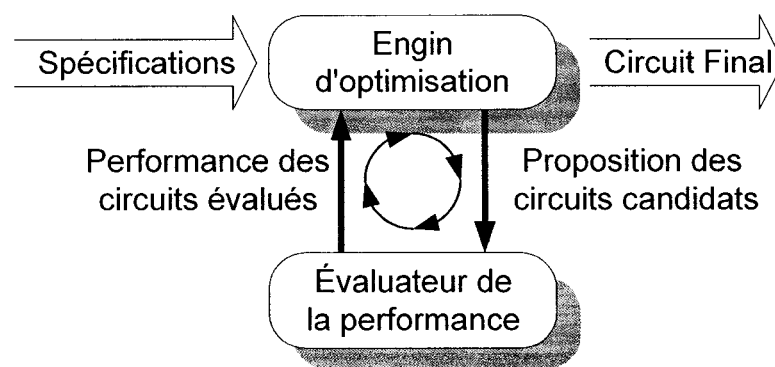 Spécifications
Engin
d'optimisation
Circuit Final
Performance des
circuits évalués
Proposition des
circuits candidats
Évaluateur de
la performance